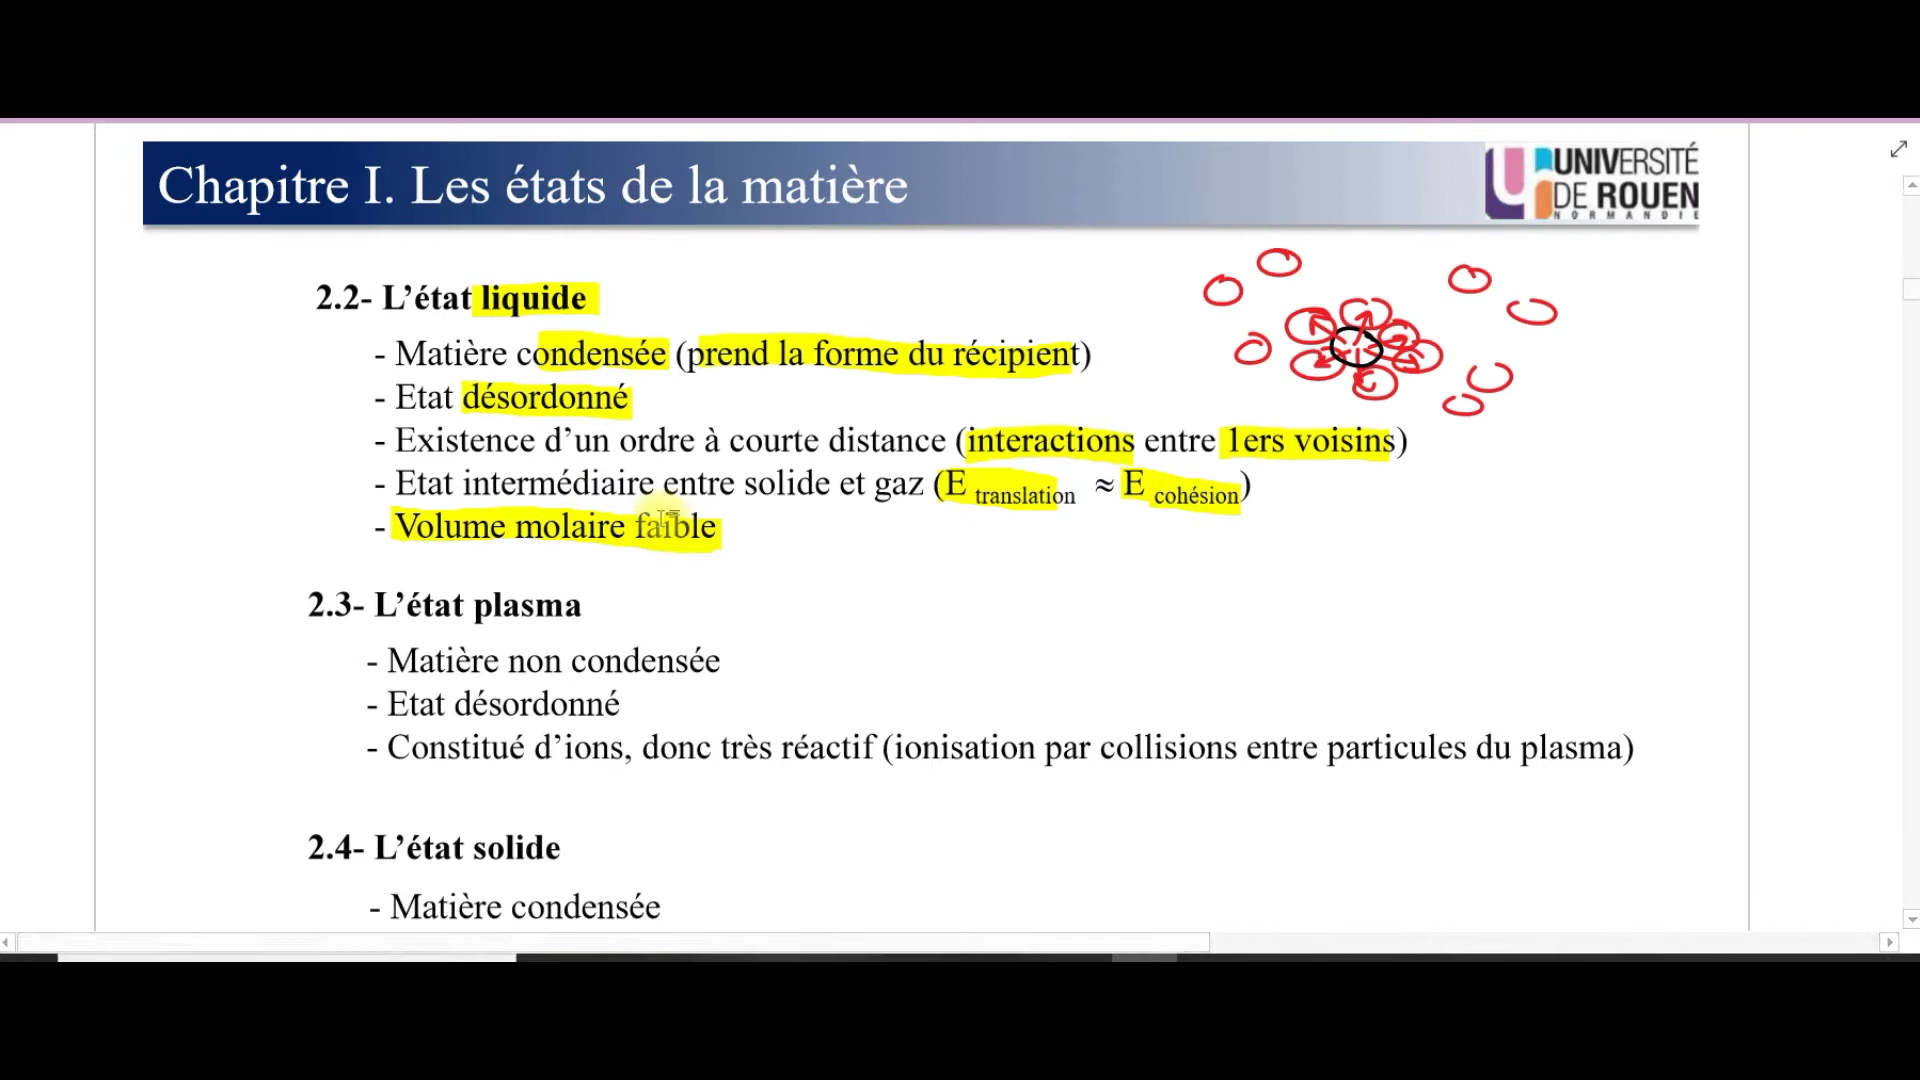 Chapitre I. Les états de la matière
UNIVERSITÉ
DE ROUEN
NORMANDIE
2.2- L’état liquide
- Matière condensée (prend la forme du récipient)
- Etat désordonné
- Existence d’un ordre à courte distance (interactions entre 1ers voisins)
- Etat intermédiaire entre solide et gaz (E translation ≈ E cohésion)
- Volume molaire faible
2.3- L’état plasma
- Matière non condensée
- Etat désordonné
- Constitué d’ions, donc très réactif (ionisation par collisions entre particules du plasma)
2.4- L’état solide
- Matière condensée